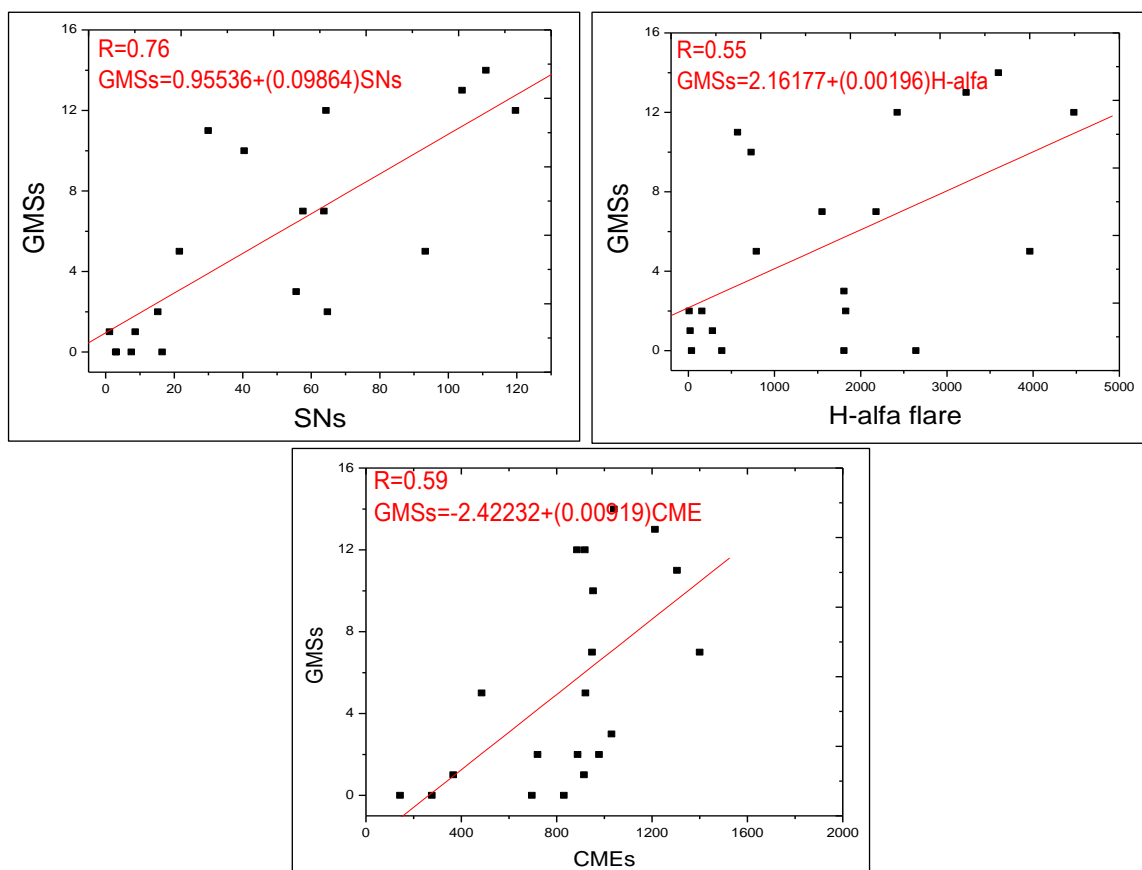 R=0.76
GMSs=0.95536+(0.09864)SNs
GMSs
16
12
8
4
0
0 20 40 60 80 100 120
SNs
R=0.55
GMSs=2.16177+(0.00196)H-alfa
GMSs
16
12
8
4
0
0 1000 2000 3000 4000 5000
H-alfa flare
R=0.59
GMSs=-2.42232+(0.00919)CME
GMSs
16
12
8
4
0
0 400 800 1200 1600 2000
CMEs